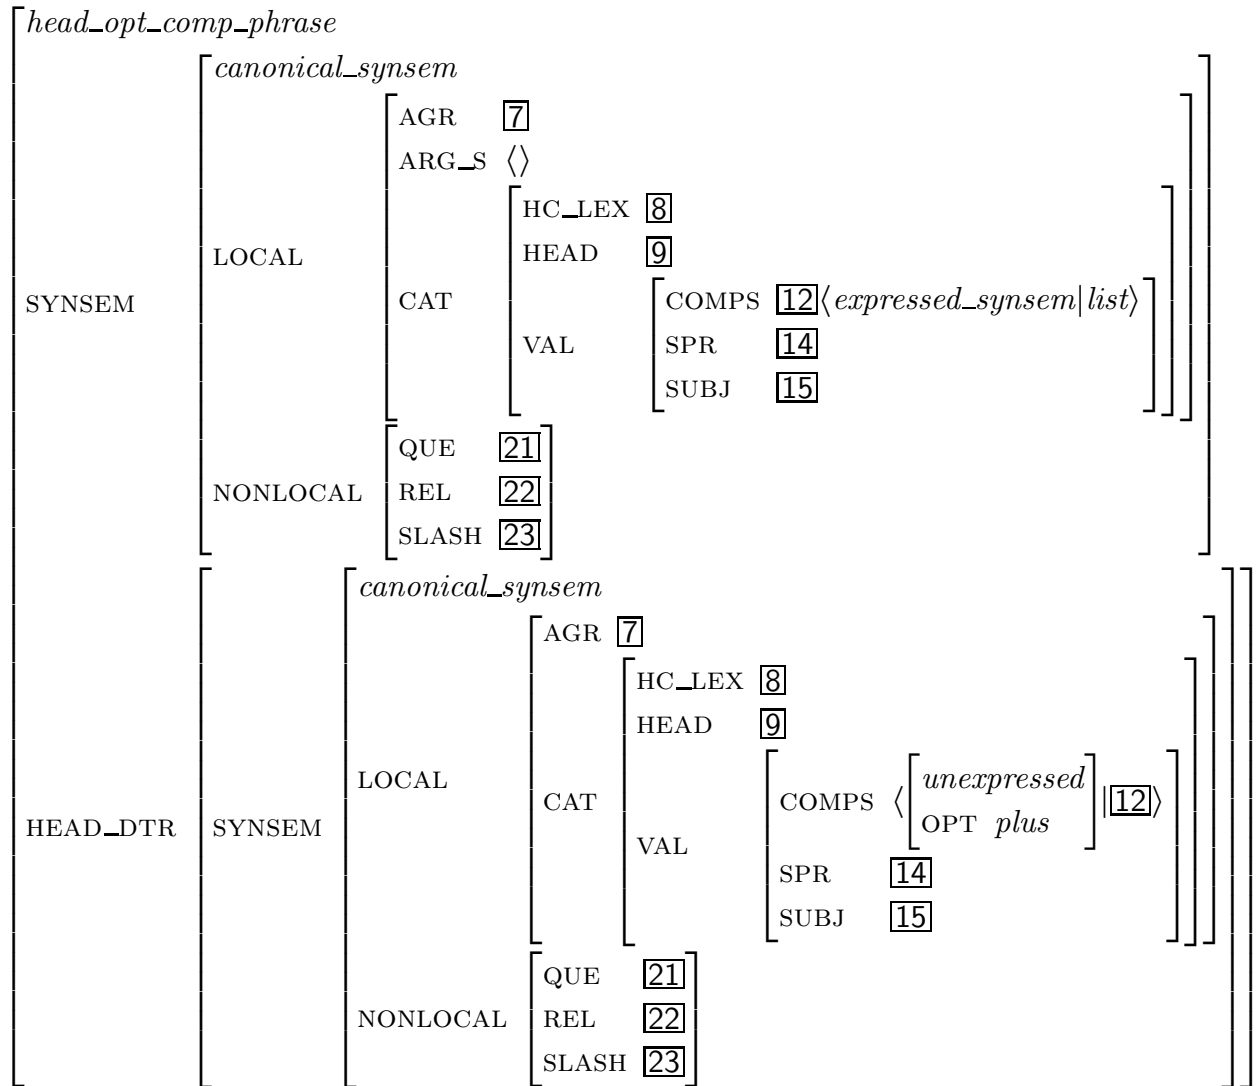 head_opt_comp_phrase
canonical_synsem
AGR 7
ARG_S ⟨⟩
HC_LEX 8
HEAD 9
LOCAL
COMPS 12⟨expressed_synsem|list⟩
SYNSEM
CAT
VAL
SPR 14
SUBJ 15
QUE 21
NONLOCAL
REL 22
SLASH 23
canonical_synsem
AGR 7
HC_LEX 8
HEAD 9
LOCAL
unexpressed
CAT
COMPS ⟨[OPT plus]|12⟩
HEAD_DTR
SYNSEM
VAL
SPR 14
SUBJ 15
QUE 21
NONLOCAL
REL 22
SLASH 23